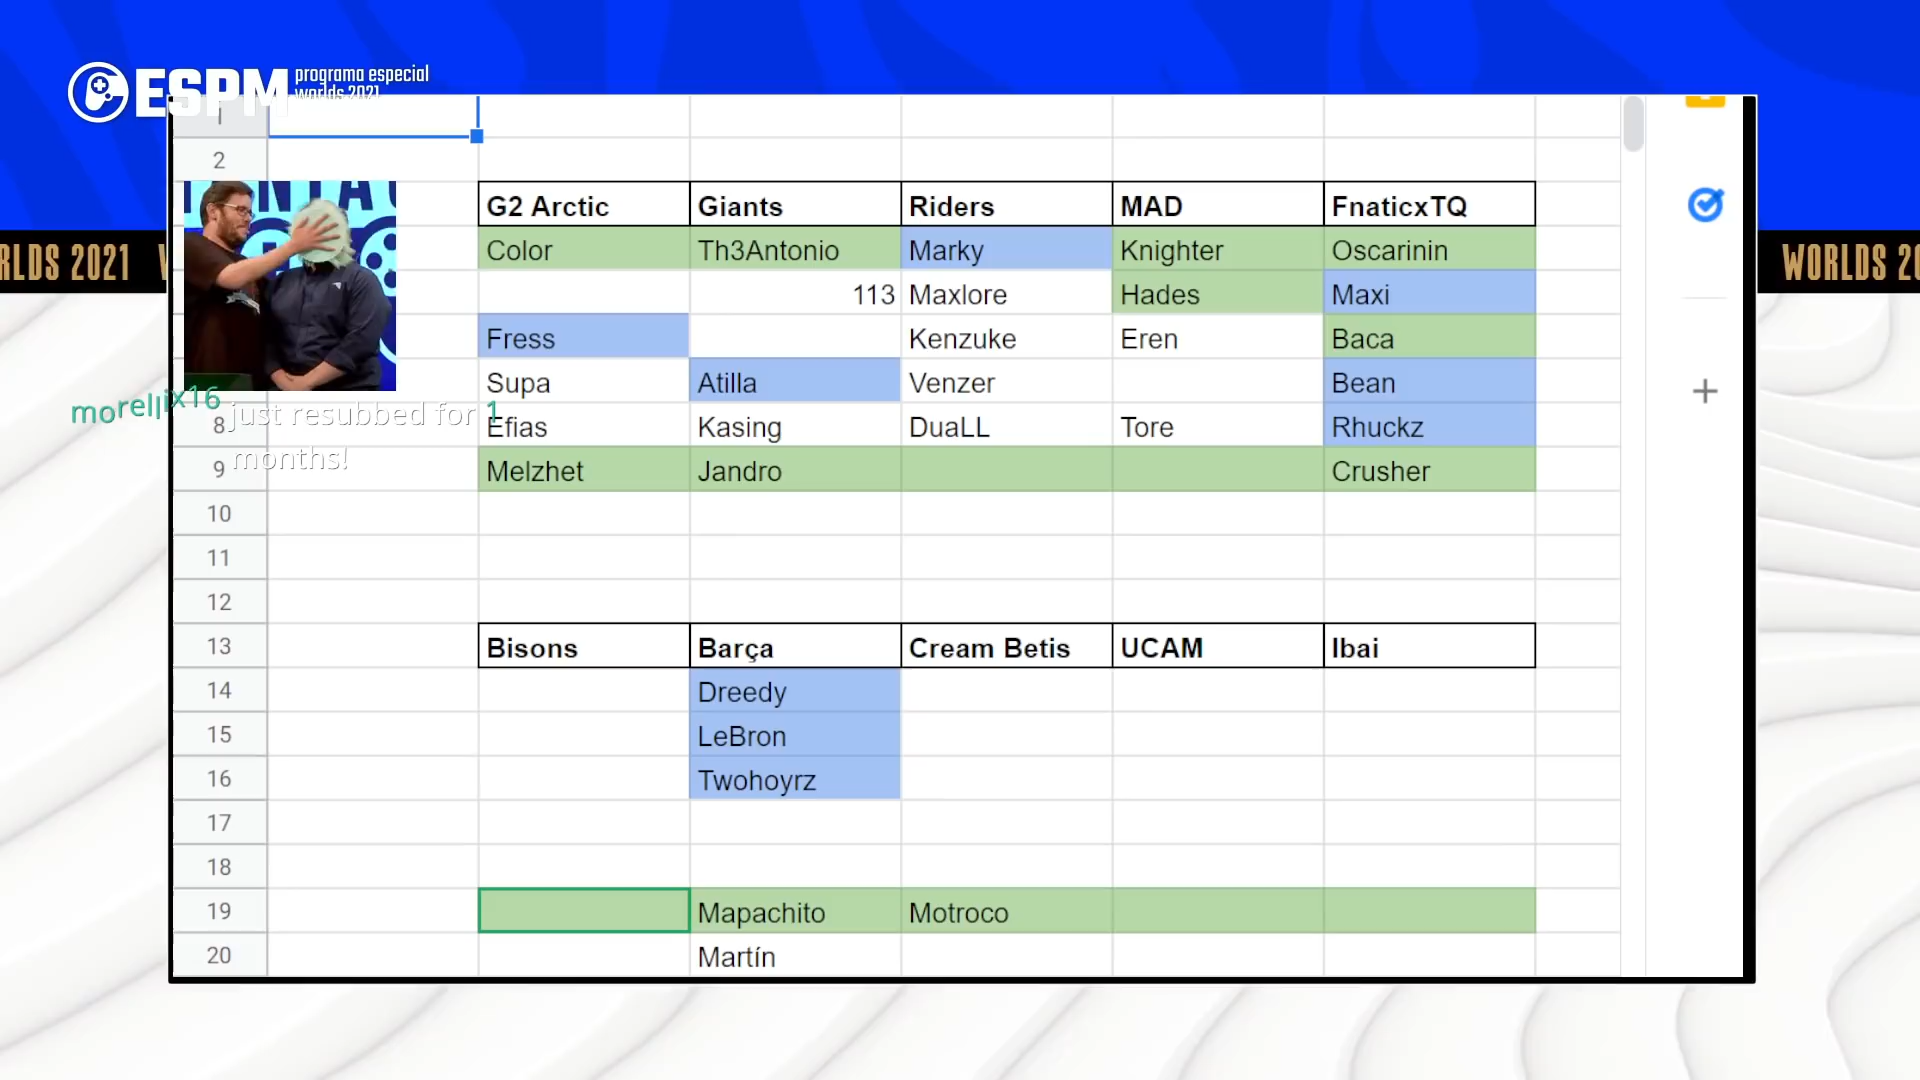 ESPM programa especial
worlds 2021
1
2
G2 Arctic Giants Riders MAD FnaticxTQ
Color Th3Antonio Marky Knighter Oscarinin
113 Maxlore Hades Maxi
Fress Kenzuke Eren Baca
Supa Atilla Venzer Bean
8 Efias Kasing DuaLL Tore Rhuckz
9 Melzhet Jandro Crusher
morellix16 just resubbed for 1
months!
10
11
12
13 Bisons Barça Cream Betis UCAM Ibai
14 Dreedy
15 LeBron
16 Twohoyrz
17
18
19 Mapachito Motroco
20 Martín
RLDS 2021
WORLDS 20